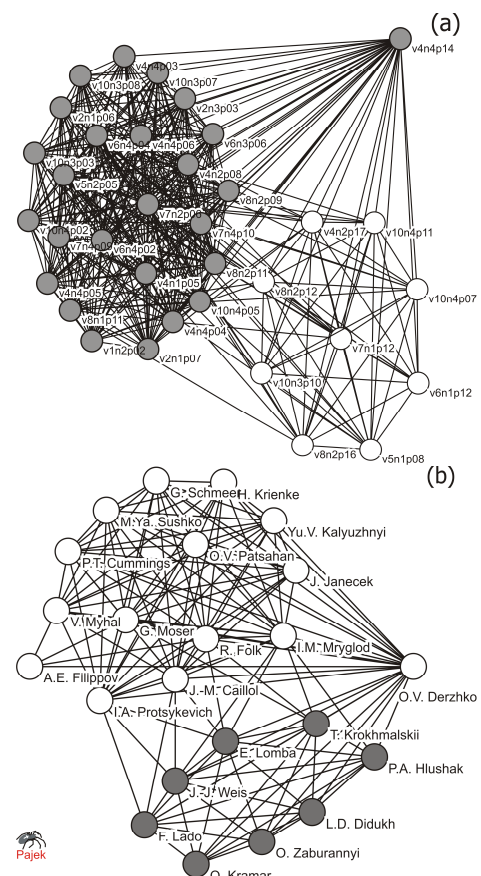 (a)
v4n4p14
v4n4p03
v10n3p07
v10n3p08
v2n3p03
v2n1p06
v6n4p04
v4n4p06
v6n3p06
v10n3p03
v4n2p08
v5n2p05
v8n2p09
v7n2p06
v10n4p02
v7n4p10
v4n2p17
v10n4p11
v7n4p09
v6n4p02
v8n2p11
v4n4p05
v4n1p05
v8n2p12
v10n4p07
v10n4p05
v8n1p11
v4n4p04
v7n1p12
v1n2p02
v2n1p07
v10n3p10
v6n1p12
v8n2p16
v5n1p08
(b)
G. Schmeer
H. Krienke
M.Ya. Sushko
Yu.V. Kalyuzhnyi
P.T. Cummings
O.V. Patsahan
J. Janecek
V. Myhal
G. Moser
R. Folk
I.M. Mryglod
A.E. Filippov
J.-M. Caillol
O.V. Derzhko
I.A. Protsykevich
T. Krokhmalskii
E. Lomba
P.A. Hlushak
J.-J. Weis
L.D. Didukh
F. Lado
O. Zaburannyi
O. Kramar
Pajek